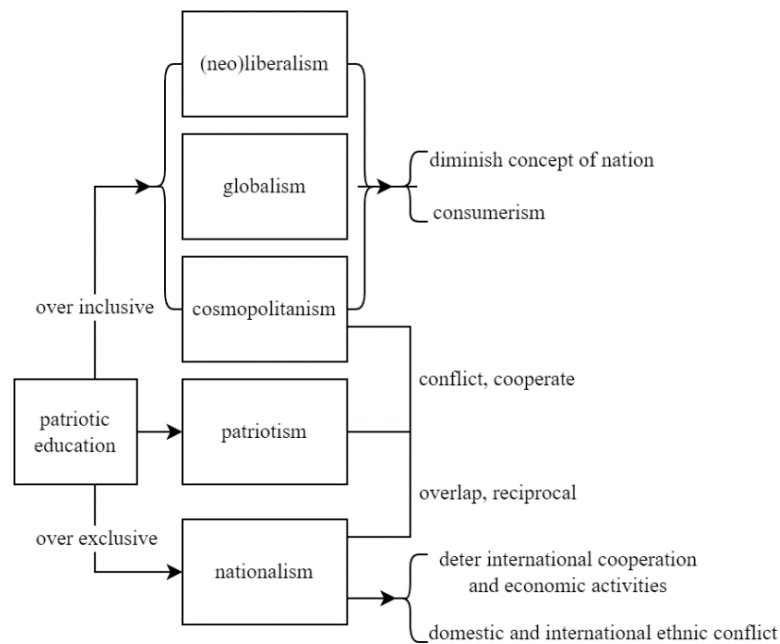 (neo)liberalism
diminish concept of nation
globalism
consumerism
over inclusive
cosmopolitanism
conflict, cooperate
patriotic
education
patriotism
overlap, reciprocal
over exclusive
nationalism
deter international cooperation
and economic activities
domestic and international ethnic conflict